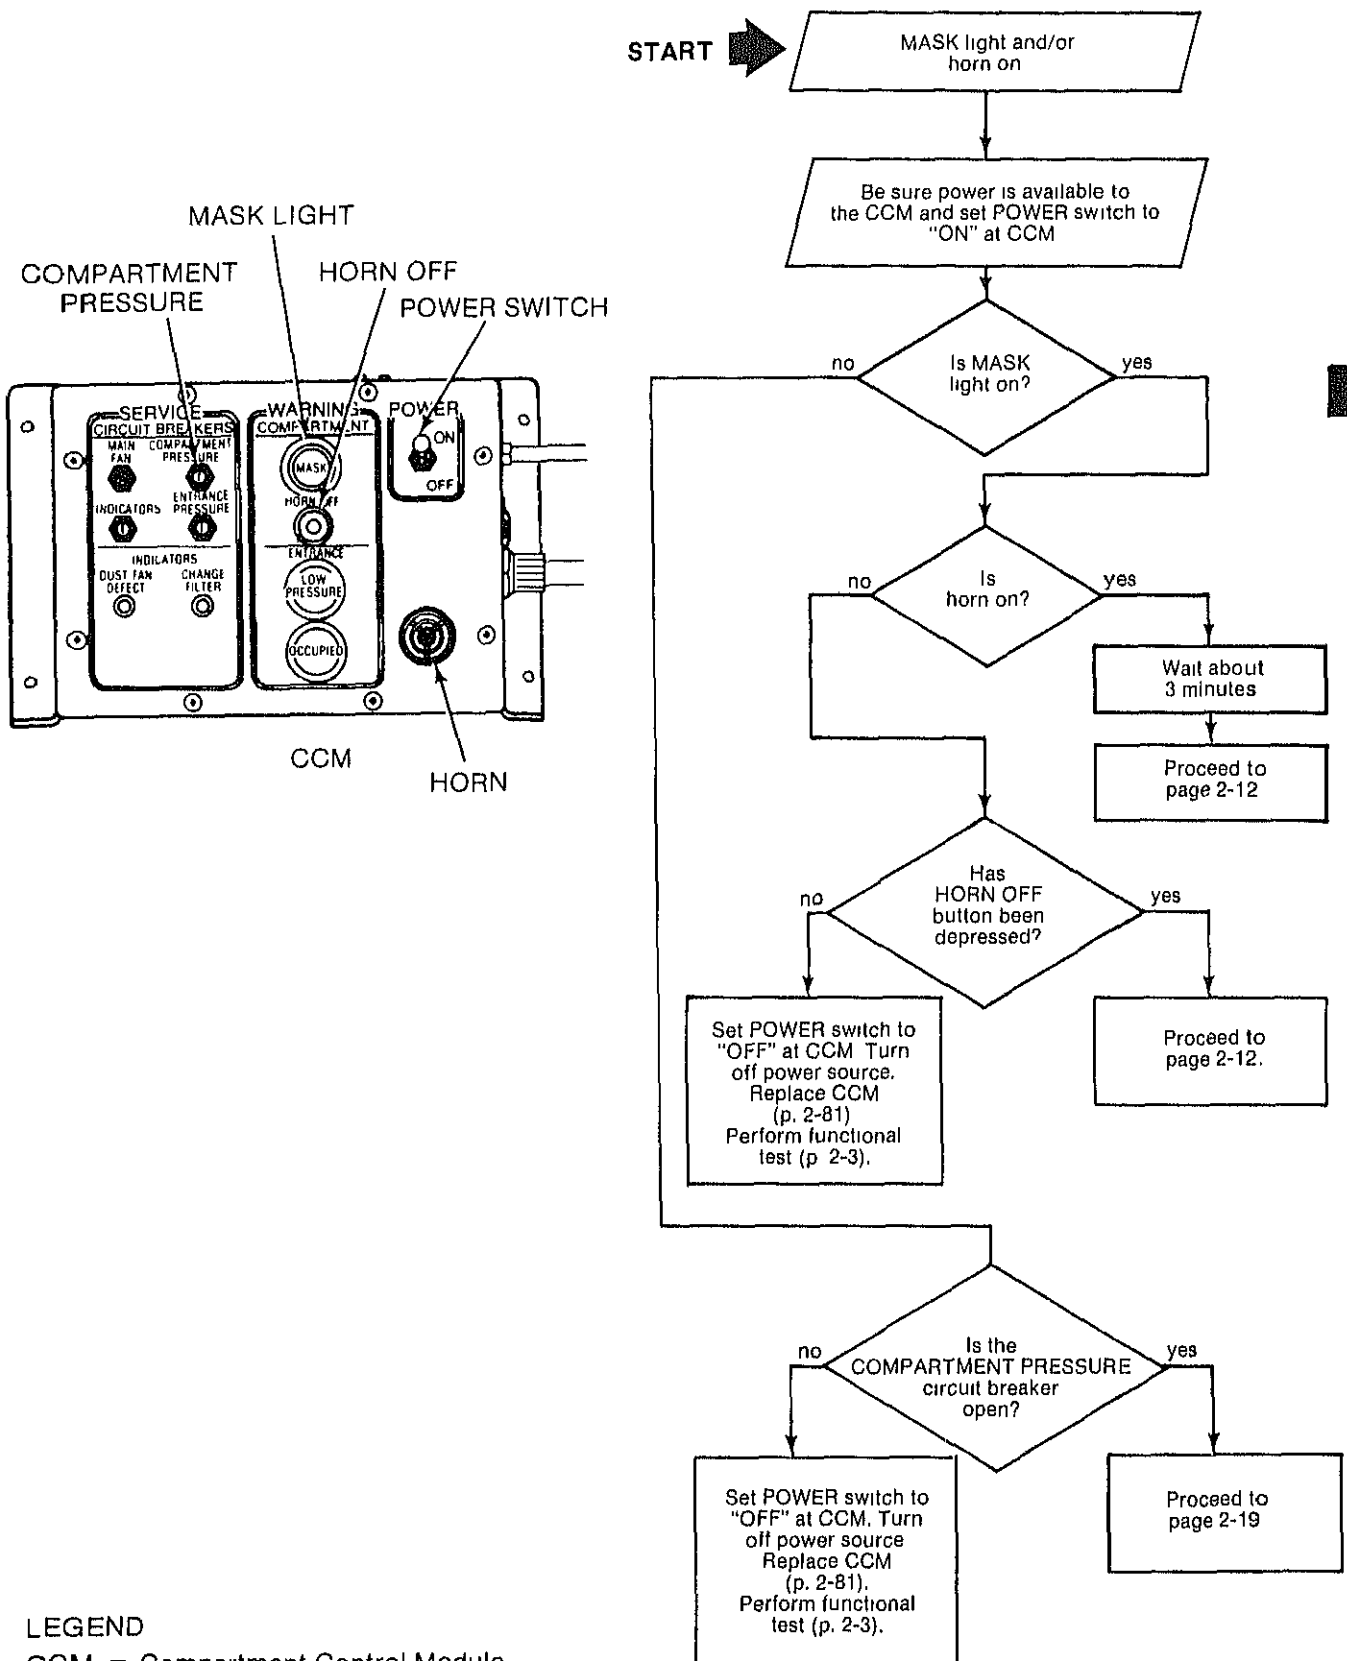 START
MASK light and/or
horn on
Be sure power is available to
the CCM and set POWER switch to
"ON" at CCM
MASK LIGHT
COMPARTMENT
PRESSURE
HORN OFF
POWER SWITCH
SERVICE
CIRCUIT BREAKERS
MAIN
FAN
COMPARTMENT
PRESSURE
INDICATORS
ENTRANCE
PRESSURE
INDILATORS
DUST FAN
DEFECT
CHANGE
FILTER
WARNING
COMPARTMENT
MASK
HORN OFF
ENTRANCE
LOW
PRESSURE
OCCUPIED
POWER
ON
OFF
CCM
HORN
no
Is MASK
light on?
yes
no
Is
horn on?
yes
Wait about
3 minutes
Proceed to
page 2-12
no
Has
HORN OFF
button been
depressed?
yes
Set POWER switch to
"OFF" at CCM Turn
off power source.
Replace CCM
(p. 2-81)
Perform functional
test (p 2-3).
Proceed to
page 2-12.
no
Is the
COMPARTMENT PRESSURE
circuit breaker
open?
yes
Set POWER switch to
"OFF" at CCM. Turn
off power source
Replace CCM
(p. 2-81).
Perform functional
test (p. 2-3).
Proceed to
page 2-19
LEGEND
CCM = Compartment Control Module